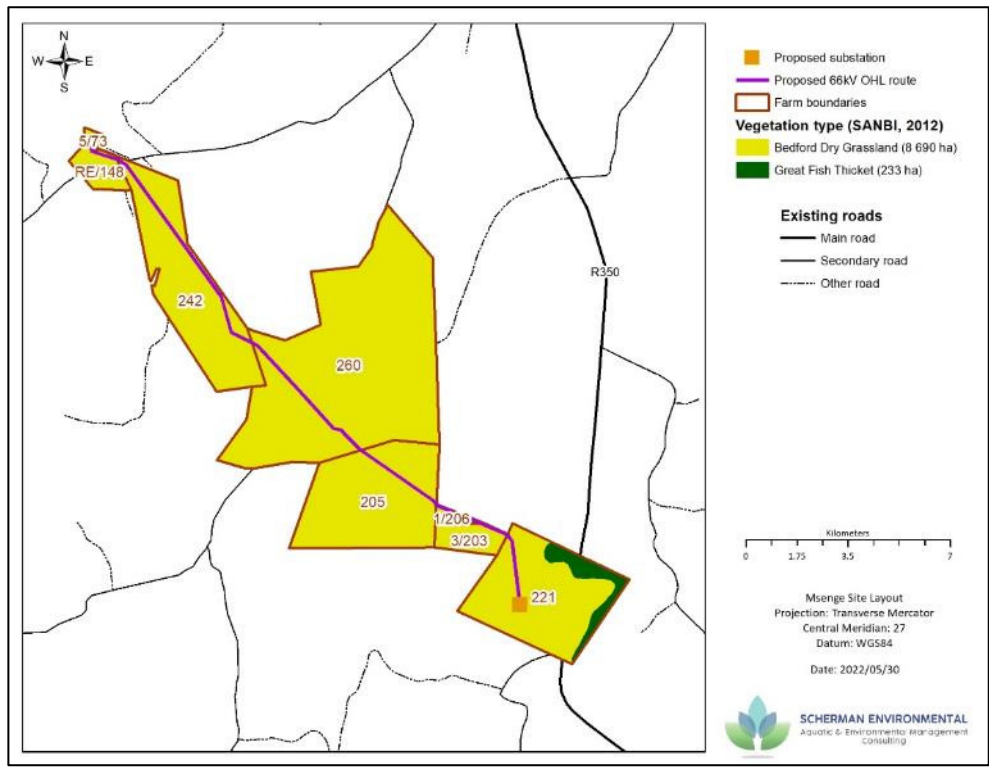 N
W E
S
5/73
RE/148
242
260
205
1/206
3/203
221
R350
Proposed substation
Proposed 66kV OHL route
Farm boundaries
Vegetation type (SANBI, 2012)
Bedford Dry Grassland (8 690 ha)
Great Fish Thicket (233 ha)
Existing roads
Main road
Secondary road
Other road
Kilometers
0 1.75 3.5 7
Msenge Site Layout
Projection: Transverse Mercator
Central Meridian: 27
Datum: WGS84
Date: 2022/05/30
SCHERMAN ENVIRONMENTAL
Aquatic & Environmental Management
Consulting